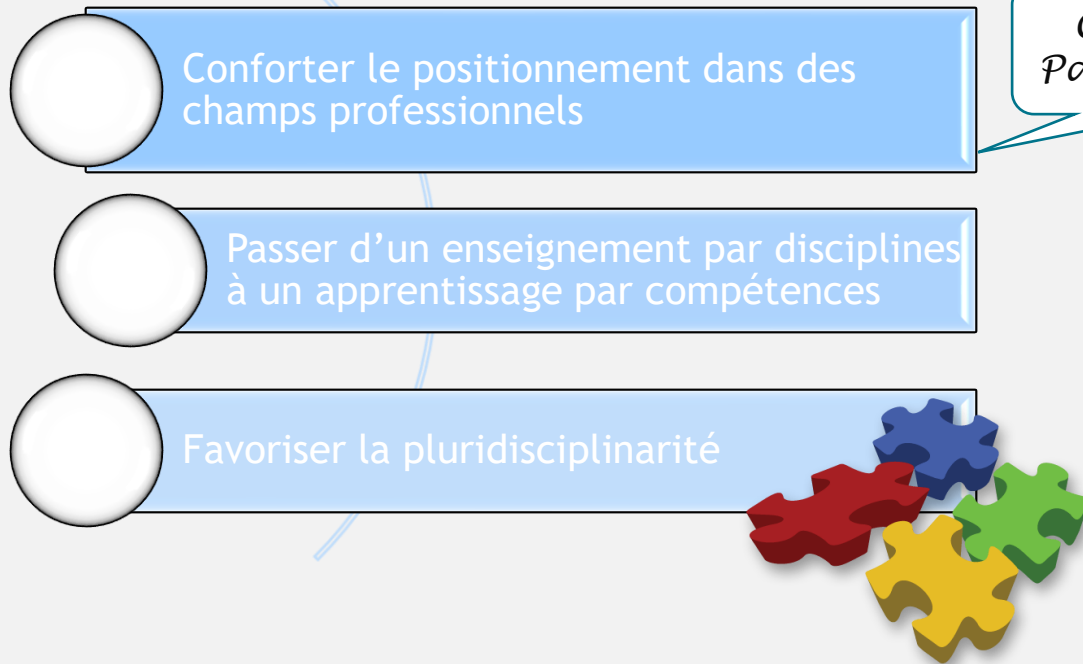 Conforter le positionnement dans des
champs professionnels
Passer d’un enseignement par disciplines
à un apprentissage par compétences
Favoriser la pluridisciplinarité